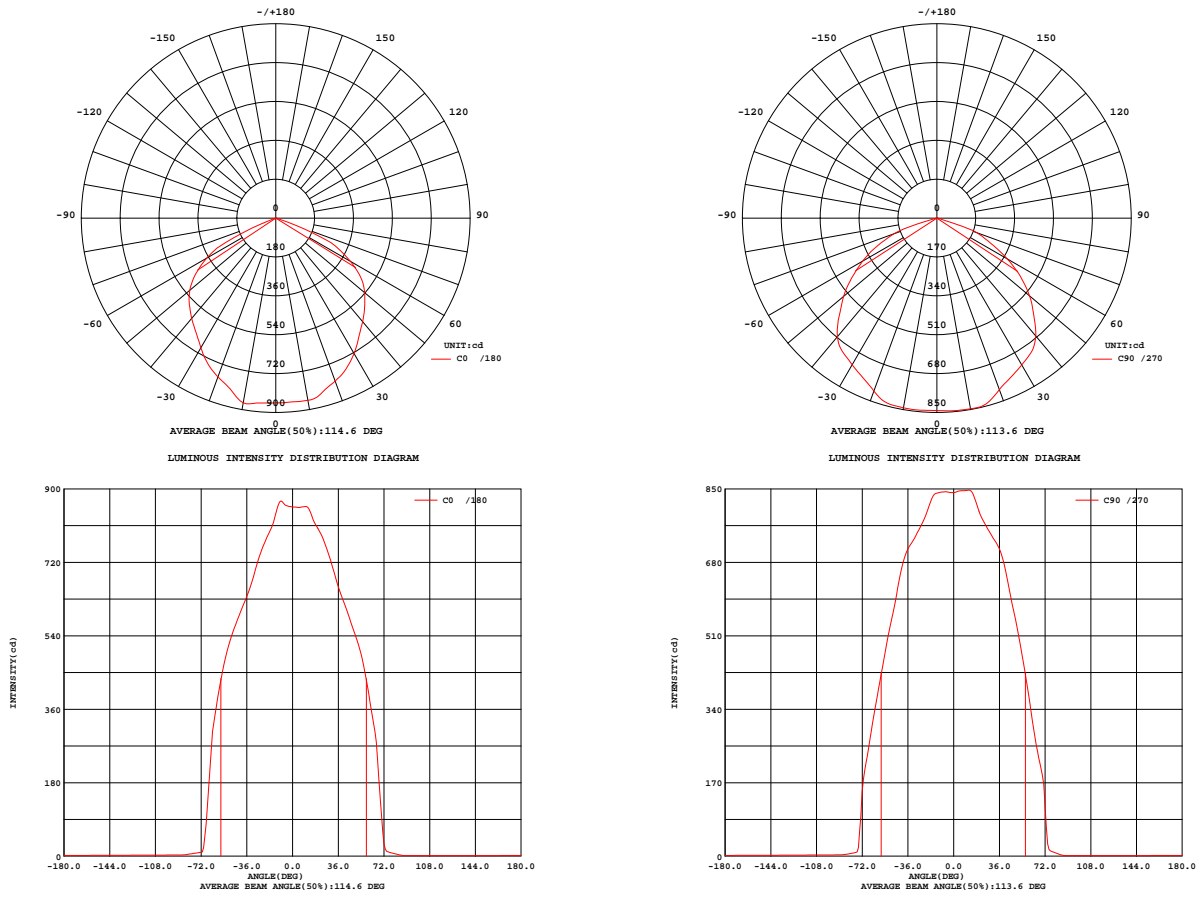 -/+180
-150 150
-120 120
-90 90
-60 60
-30 30
0
0
180
360
540
720
900
UNIT:cd
C0 /180
AVERAGE BEAM ANGLE(50%):114.6 DEG
-/+180
-150 150
-120 120
-90 90
-60 60
-30 30
0
0
170
340
510
680
850
UNIT:cd
C90 /270
AVERAGE BEAM ANGLE(50%):113.6 DEG
LUMINOUS INTENSITY DISTRIBUTION DIAGRAM
900
720
540
360
180
0
INTENSITY(cd)
C0 /180
-180.0 -144.0 -108.0 -72.0 -36.0 0.0 36.0 72.0 108.0 144.0 180.0
ANGLE(DEG)
AVERAGE BEAM ANGLE(50%):114.6 DEG
LUMINOUS INTENSITY DISTRIBUTION DIAGRAM
850
680
510
340
170
0
INTENSITY(cd)
C90 /270
-180.0 -144.0 -108.0 -72.0 -36.0 0.0 36.0 72.0 108.0 144.0 180.0
ANGLE(DEG)
AVERAGE BEAM ANGLE(50%):113.6 DEG